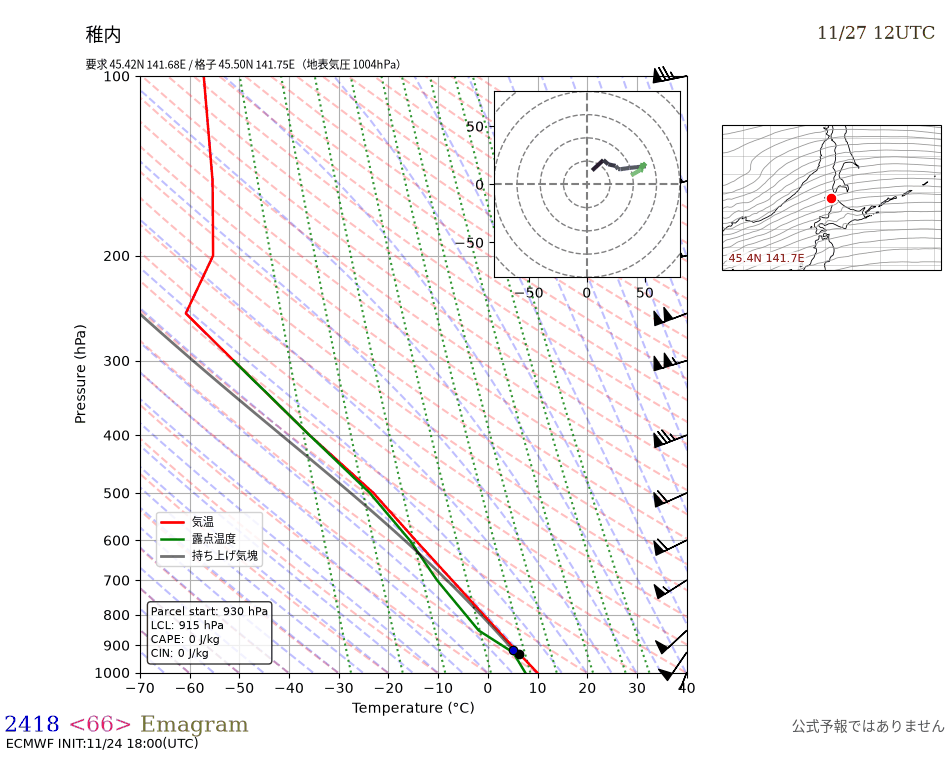 稚内
11/27 12UTC
要求 45.42N 141.68E / 格子 45.50N 141.75E（地表気圧 1004hPa）
100
200
300
400
500
600
700
800
900
1000
Pressure (hPa)
50
0
−50
−50 0 50
45.4N 141.7E
気温
露点温度
持ち上げ気塊
Parcel start: 930 hPa
LCL: 915 hPa
CAPE: 0 J/kg
CIN: 0 J/kg
−70 −60 −50 −40 −30 −20 −10 0 10 20 30 40
Temperature (°C)
2418 <66> Emagram
公式予報ではありません
ECMWF INIT:11/24 18:00(UTC)